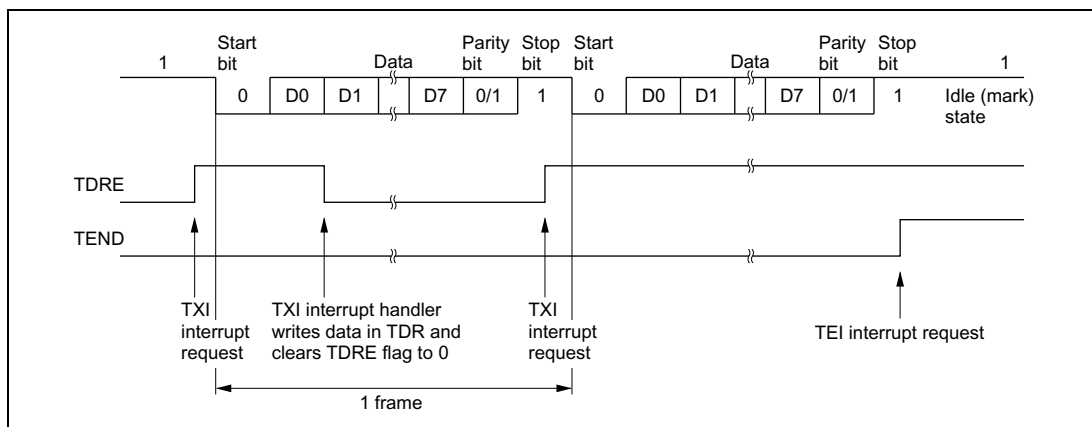 Start bit Parity bit Stop bit Start bit Parity bit Stop bit
1 Data Data 1
0 D0 D1 D7 0/1 1 0 D0 D1 D7 0/1 1 Idle (mark) state
TDRE
TEND
TXI
interrupt
request
TXI interrupt handler
writes data in TDR and
clears TDRE flag to 0
TXI
interrupt
request
TEI interrupt request
1 frame